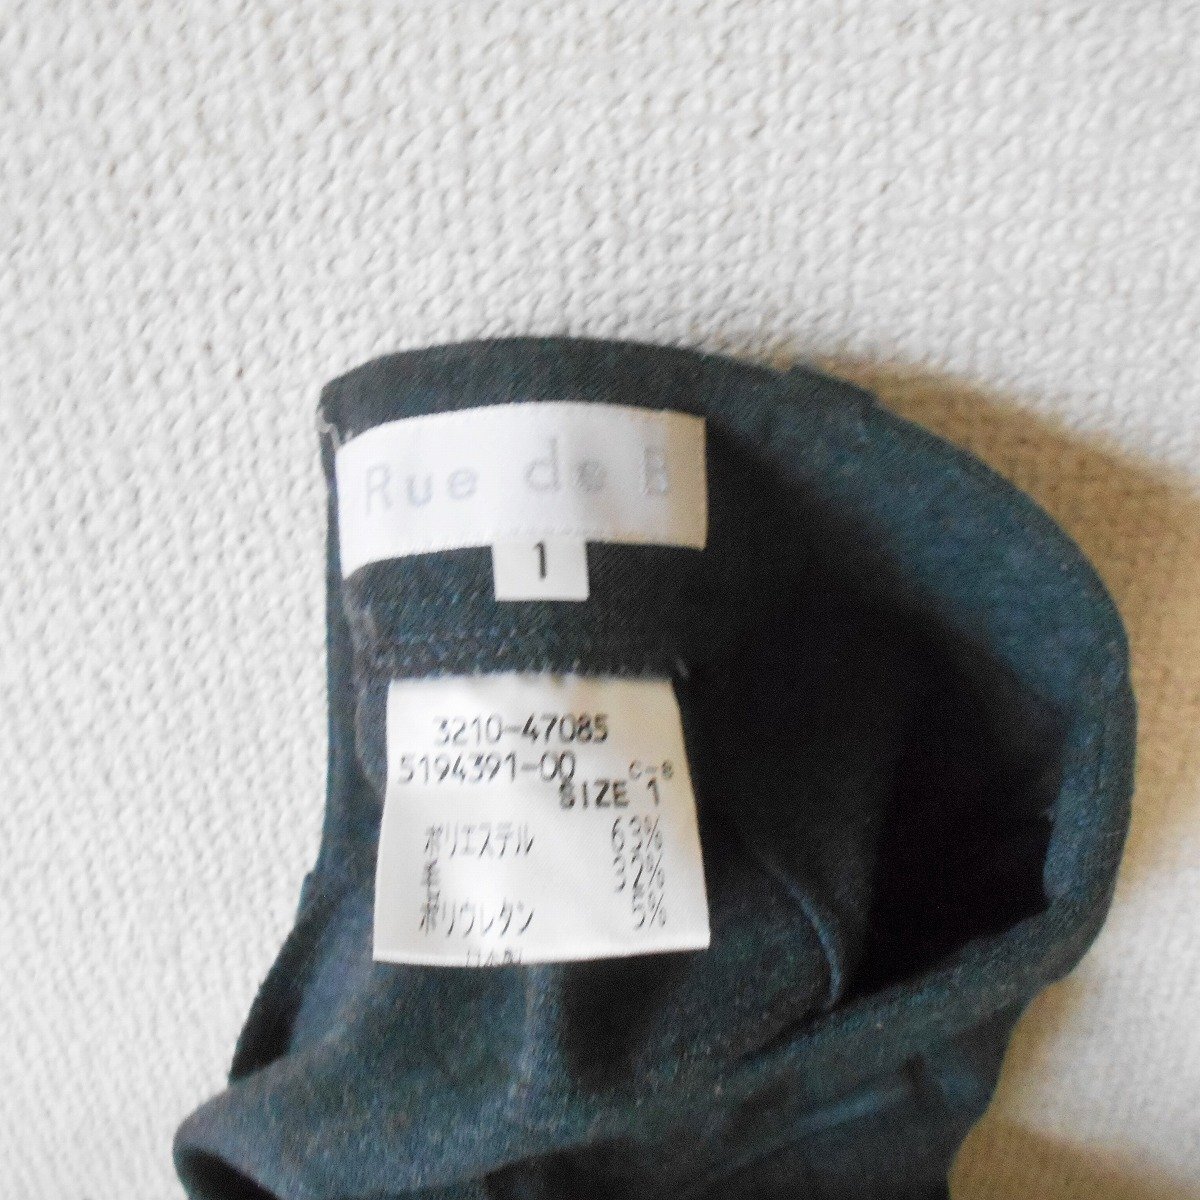 Rue de B
1
3210-47085
5194391-00
C-8
SIZE 1
ポリエステル 63%
毛 32%
ポリウレタン 5%